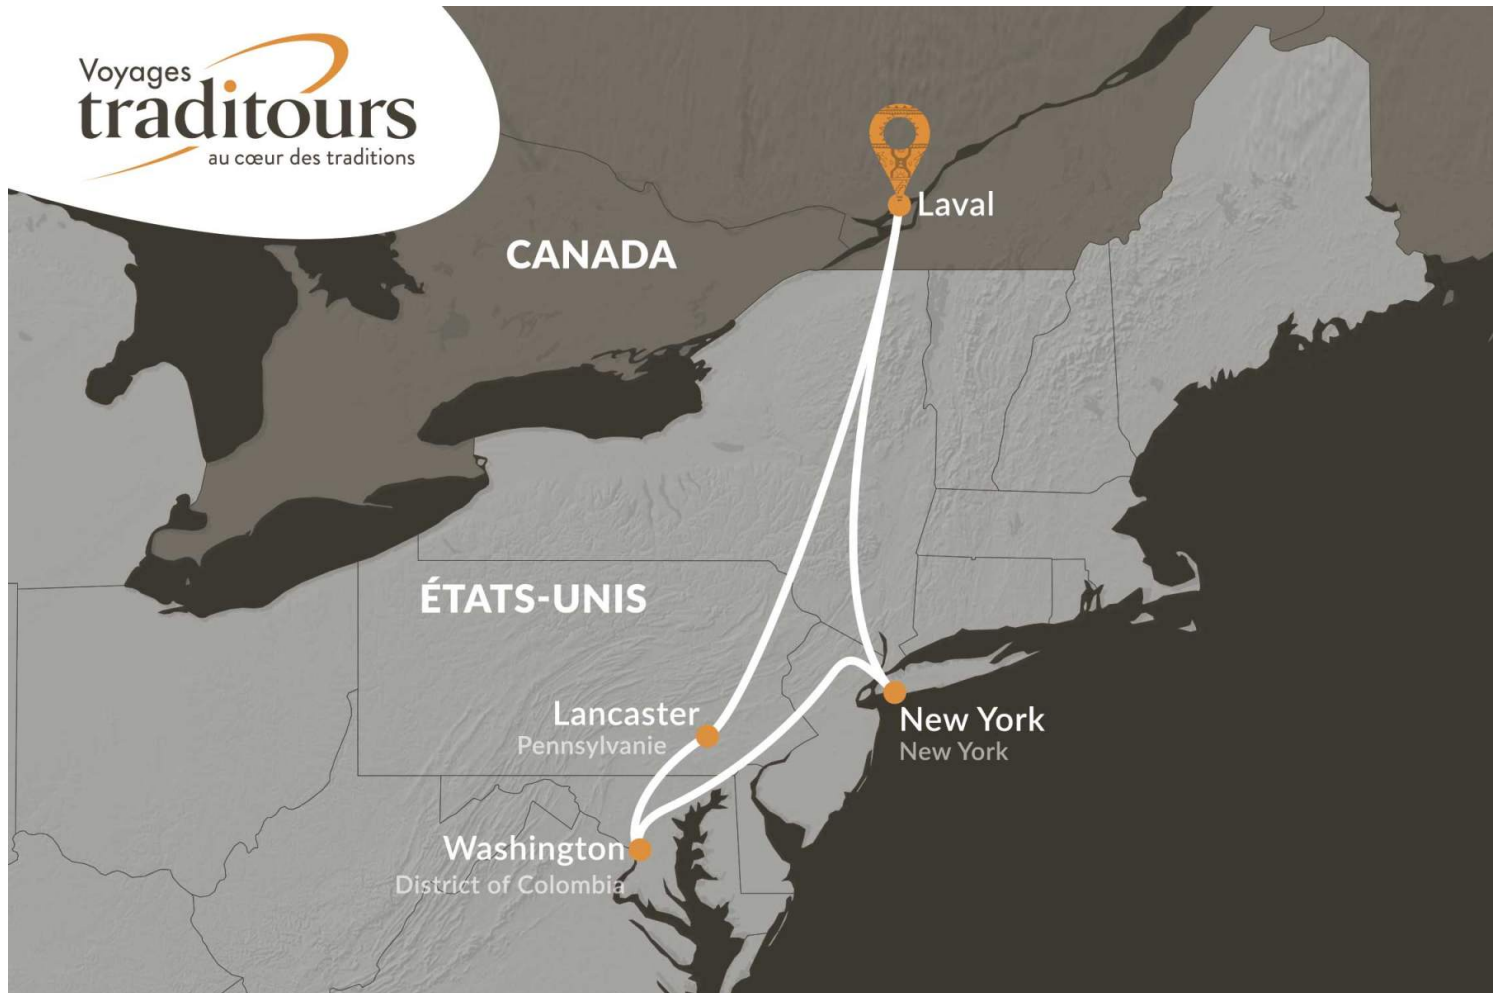 Voyages
traditours
au cœur des traditions
Laval
CANADA
ÉTATS-UNIS
Lancaster
Pennsylvanie
New York
New York
Washington
District of Colombia